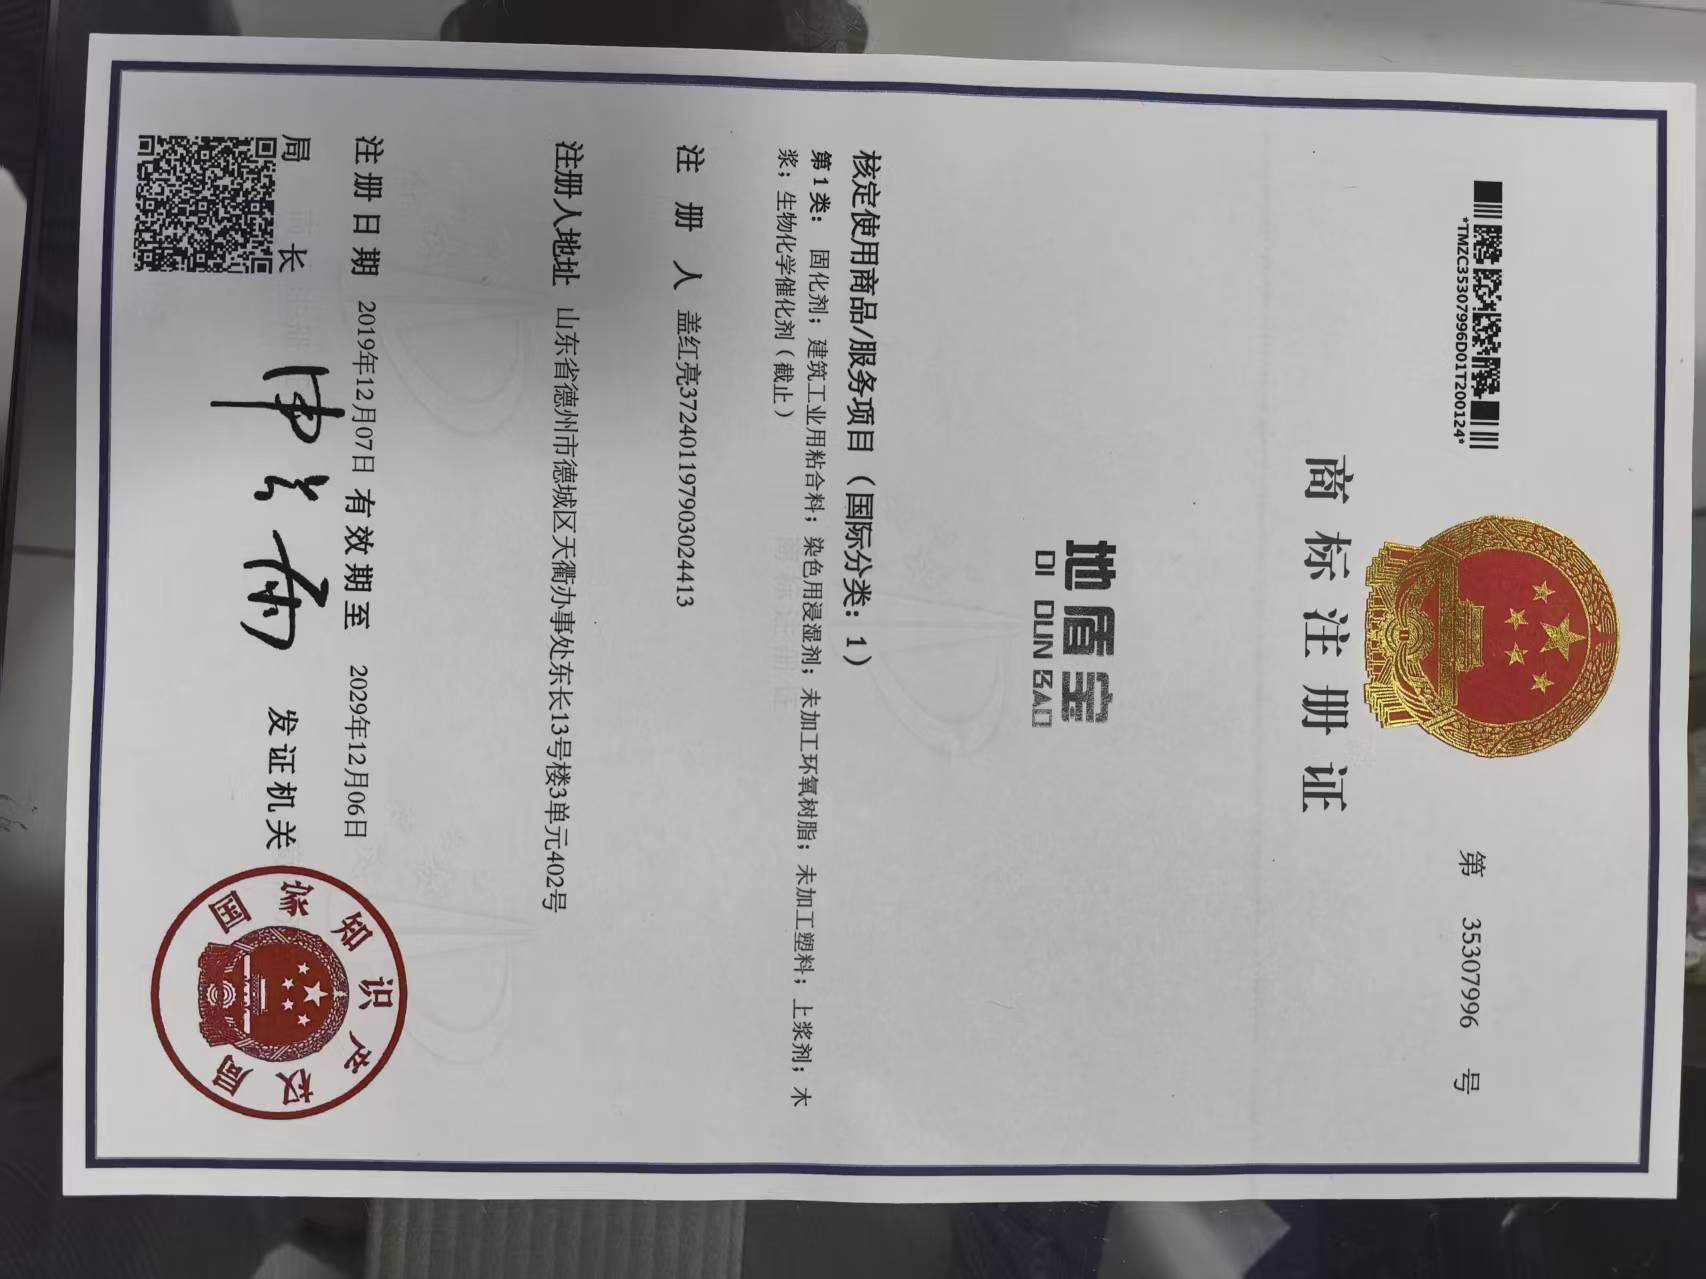 *TMZC35307996D01T200124*
第 35307996 号
商标注册证
地盾宝
DI DUN BAO
核定使用商品/服务项目（国际分类：1）
第1类： 固化剂；建筑工业用粘合料；染色用浸湿剂；未加工环氧树脂；未加工塑料；上浆剂；木
浆；生物化学催化剂（截止）
注 册 人 盖红亮372401197903024413
注册人地址 山东省德州市德城区天衢办事处东长13号楼3单元402号
注册日期 2019年12月07日 有效期至 2029年12月06日
局 长 申长雨 发证机关
国家知识产权局